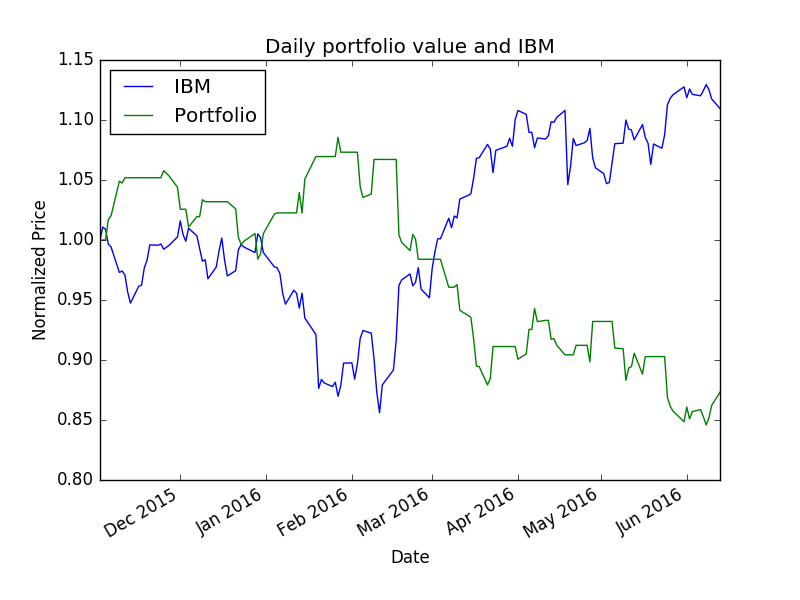 Daily portfolio value and IBM
IBM
Portfolio
1.15
1.10
1.05
1.00
0.95
0.90
0.85
0.80
Normalized Price
Dec 2015
Jan 2016
Feb 2016
Mar 2016
Apr 2016
May 2016
Jun 2016
Date